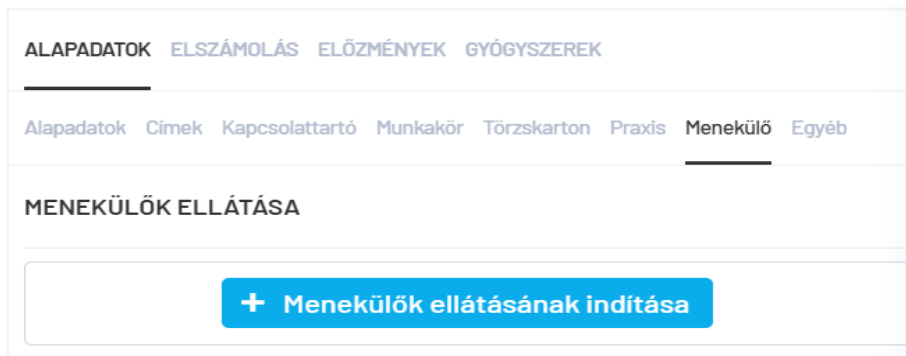 ALAPADATOK ELSZÁMOLÁS ELŐZMÉNYEK GYÓGYSZEREK
Alapadatok Címek Kapcsolattartó Munkakör Törzskarton Praxis Menekülő Egyéb
MENEKÜLŐK ELLÁTÁSA
+ Menekülők ellátásának indítása